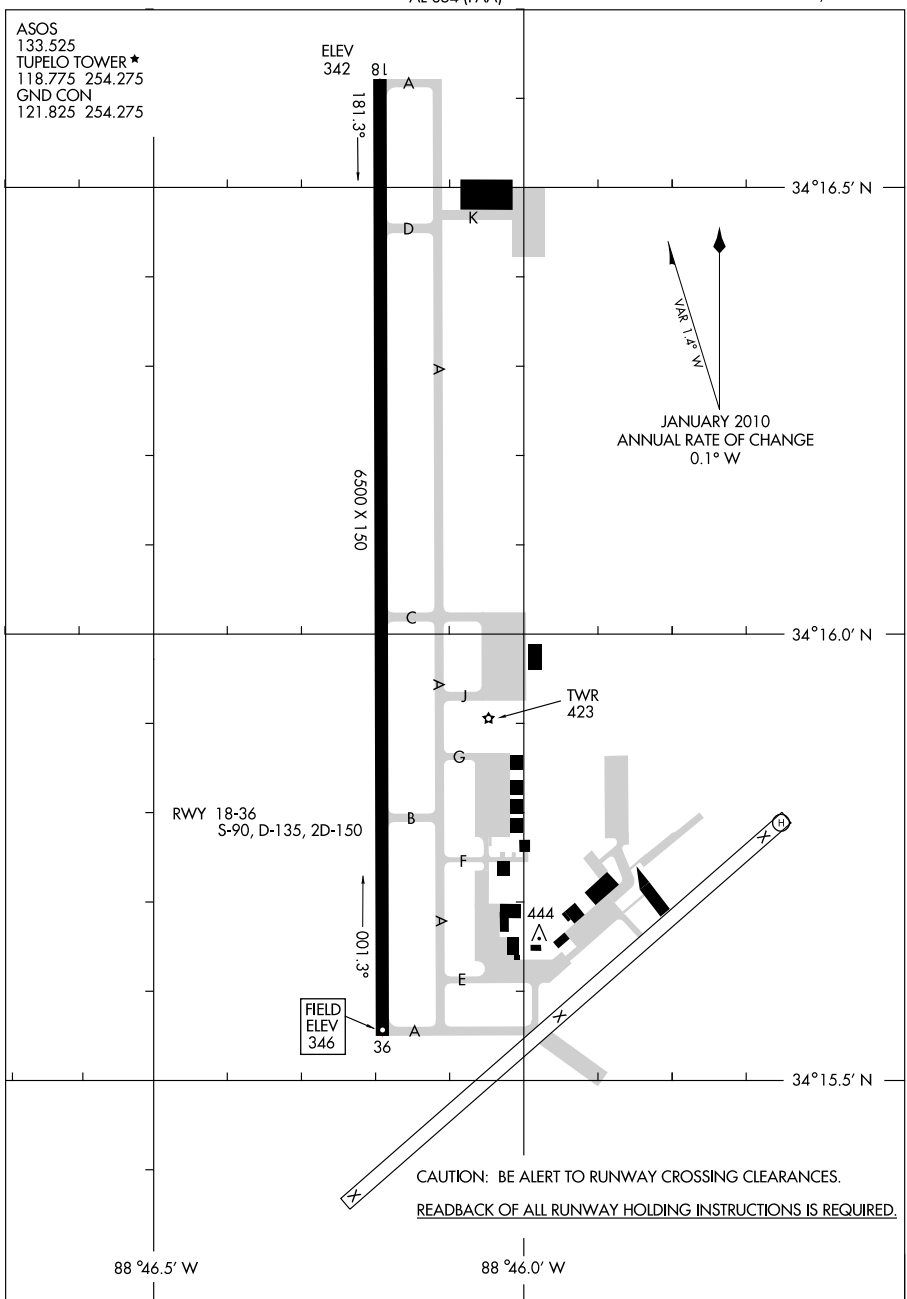 AL-554 (FAA)
ASOS
133.525
TUPELO TOWER ★
118.775 254.275
GND CON
121.825 254.275
ELEV
342
18
A
181.3°
34°16.5' N
K
D
VAR 1.4° W
A
JANUARY 2010
ANNUAL RATE OF CHANGE
0.1° W
6500 X 150
C
34°16.0' N
A
J
TWR
423
G
RWY 18-36
S-90, D-135, 2D-150
B
H
X
F
444
A
001.3°
E
FIELD
ELEV
346
X
A
36
34°15.5' N
CAUTION: BE ALERT TO RUNWAY CROSSING CLEARANCES.
X
READBACK OF ALL RUNWAY HOLDING INSTRUCTIONS IS REQUIRED.
88°46.5' W
88°46.0' W